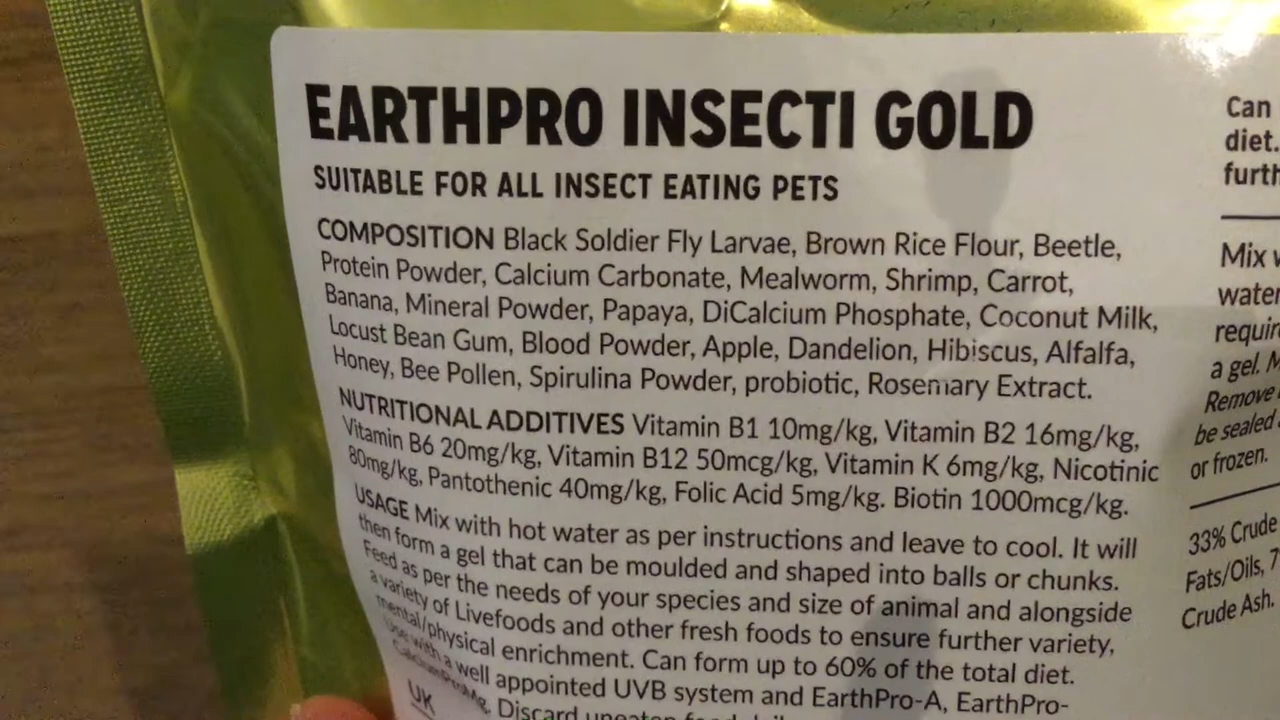 EARTHPRO INSECTI GOLD
SUITABLE FOR ALL INSECT EATING PETS
COMPOSITION Black Soldier Fly Larvae, Brown Rice Flour, Beetle,
Protein Powder, Calcium Carbonate, Mealworm, Shrimp, Carrot,
Banana, Mineral Powder, Papaya, DiCalcium Phosphate, Coconut Milk,
Locust Bean Gum, Blood Powder, Apple, Dandelion, Hibiscus, Alfalfa,
Honey, Bee Pollen, Spirulina Powder, probiotic, Rosemary Extract.
NUTRITIONAL ADDITIVES Vitamin B1 10mg/kg, Vitamin B2 16mg/kg,
Vitamin B6 20mg/kg, Vitamin B12 50mcg/kg, Vitamin K 6mg/kg, Nicotinic
80mg/kg, Pantothenic 40mg/kg, Folic Acid 5mg/kg. Biotin 1000mcg/kg.
USAGE Mix with hot water as per instructions and leave to cool. It will
then form a gel that can be moulded and shaped into balls or chunks.
Feed as per the needs of your species and size of animal and alongside
a variety of Livefoods and other fresh foods to ensure further variety,
mental/physical enrichment. Can form up to 60% of the total diet.
Use with a well appointed UVB system and EarthPro-A, EarthPro-
CalciumProMg. Discard uneaten food
UK
Can
diet.
furth
Mix
water
requir
a gel. M
Remove
be sealed
or frozen.
33% Crude
Fats/Oils, 7
Crude Ash.